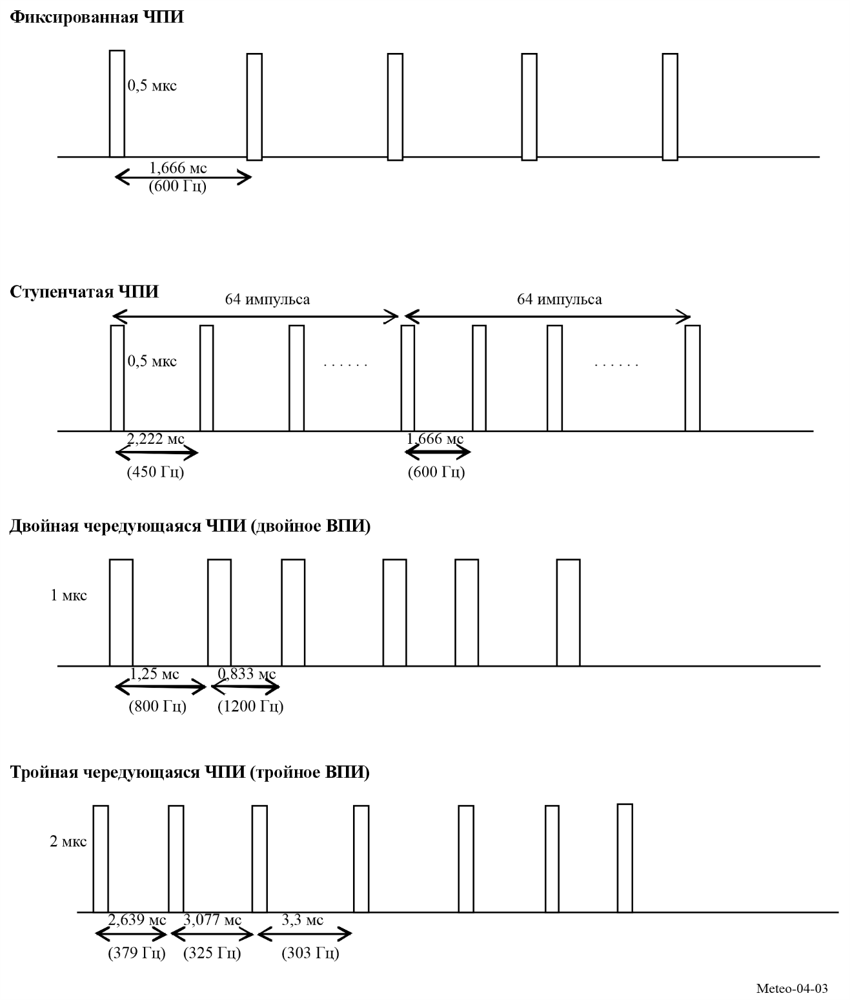 Фиксированная ЧПИ
0,5 мкс
1,666 мс
(600 Гц)
Ступенчатая ЧПИ
64 импульса
64 импульса
0,5 мкс
. . . . . .
. . . . . .
2,222 мс
1,666 мс
(450 Гц)
(600 Гц)
Двойная чередующаяся ЧПИ (двойное ВПИ)
1 мкс
1,25 мс
0,833 мс
(800 Гц)
(1200 Гц)
Тройная чередующаяся ЧПИ (тройное ВПИ)
2 мкс
2,639 мс
3,077 мс
3,3 мс
(379 Гц)
(325 Гц)
(303 Гц)
Meteo-04-03